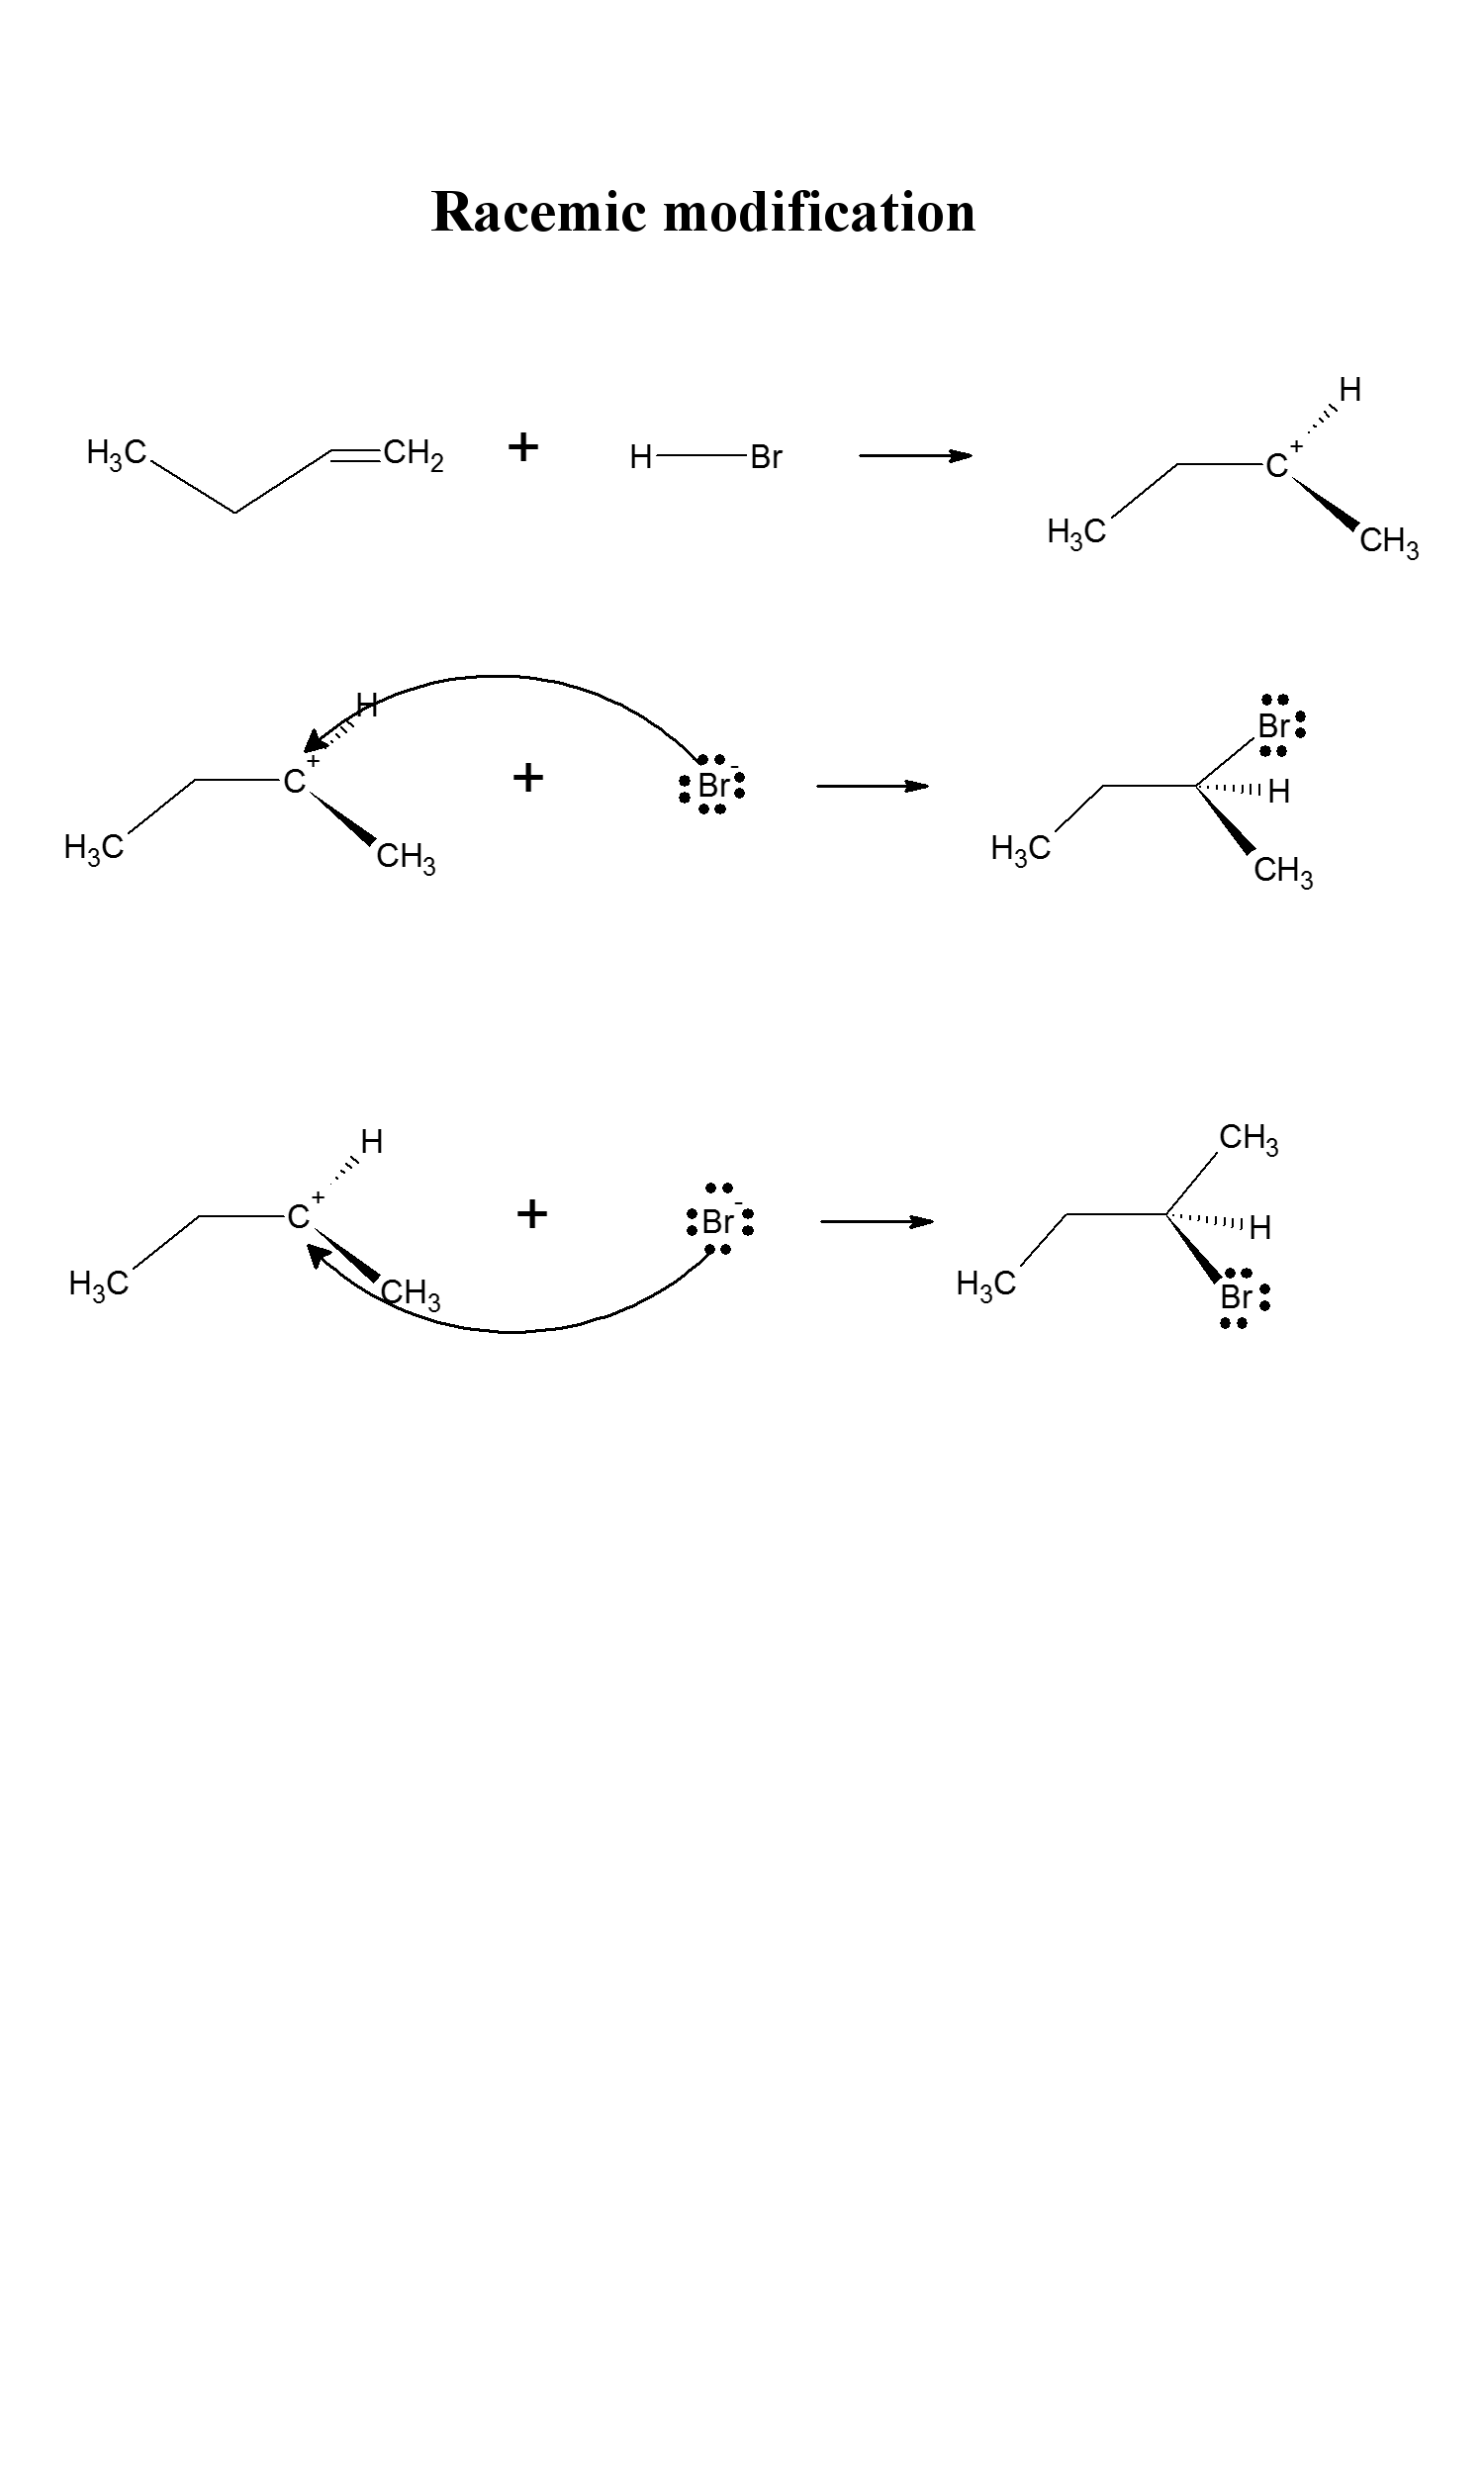 Racemic modification
H₃C CH₂ + H Br H₃C C⁺ H CH₃
H₃C C⁺ H CH₃ + Br⁻ H₃C Br H CH₃
H₃C C⁺ H CH₃ + Br⁻ H₃C CH₃ H Br